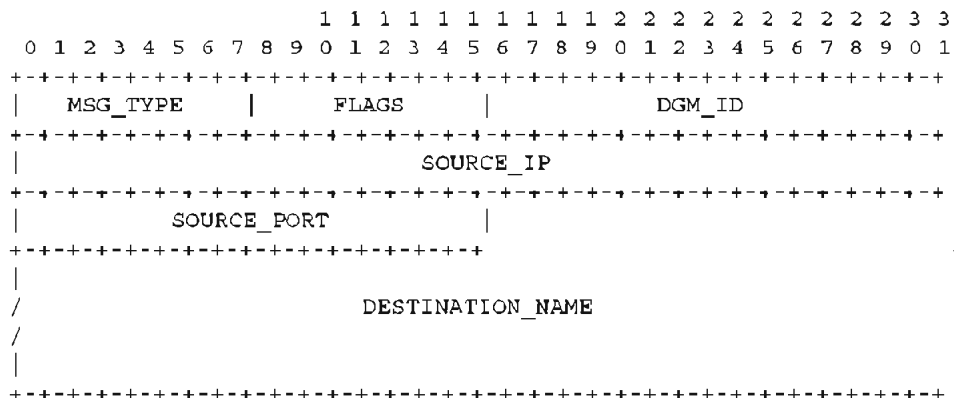 1 1 1 1 1 1 1 1 1 1 2 2 2 2 2 2 2 2 2 2 3 3
 0 1 2 3 4 5 6 7 8 9 0 1 2 3 4 5 6 7 8 9 0 1 2 3 4 5 6 7 8 9 0 1
+-+-+-+-+-+-+-+-+-+-+-+-+-+-+-+-+-+-+-+-+-+-+-+-+-+-+-+-+-+-+-+-+
| MSG_TYPE | FLAGS | DGM_ID
+-+-+-+-+-+-+-+-+-+-+-+-+-+-+-+-+-+-+-+-+-+-+-+-+-+-+-+-+-+-+-+-+
| SOURCE_IP
+-+-+-+-+-+-+-+-+-+-+-+-+-+-+-+-+-+-+-+-+-+-+-+-+-+-+-+-+-+-+-+-+
| SOURCE_PORT |
+-+-+-+-+-+-+-+-+-+-+-+-+-+-+-+-+
|
/ DESTINATION_NAME
/
|
+-+-+-+-+-+-+-+-+-+-+-+-+-+-+-+-+-+-+-+-+-+-+-+-+-+-+-+-+-+-+-+-+